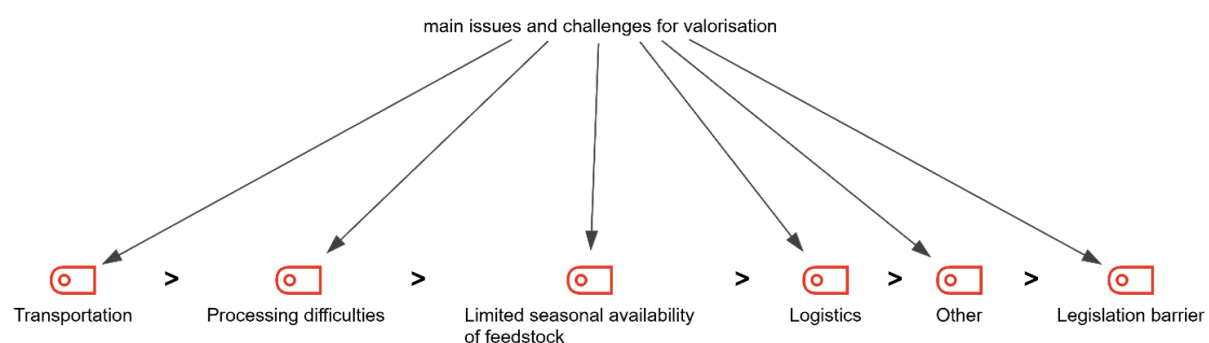 main issues and challenges for valorisation
> > > > >
Transportation Processing difficulties Limited seasonal availability Logistics Other Legislation barrier
of feedstock